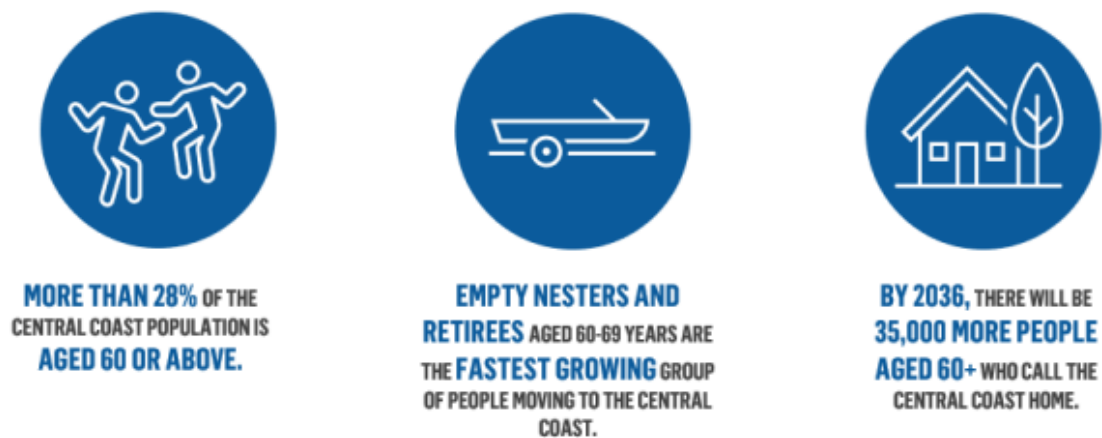 MORE THAN 28% OF THE
CENTRAL COAST POPULATION IS
AGED 60 OR ABOVE.
EMPTY NESTERS AND
RETIREES AGED 60-69 YEARS ARE
THE FASTEST GROWING GROUP
OF PEOPLE MOVING TO THE CENTRAL
COAST.
BY 2036, THERE WILL BE
35,000 MORE PEOPLE
AGED 60+ WHO CALL THE
CENTRAL COAST HOME.